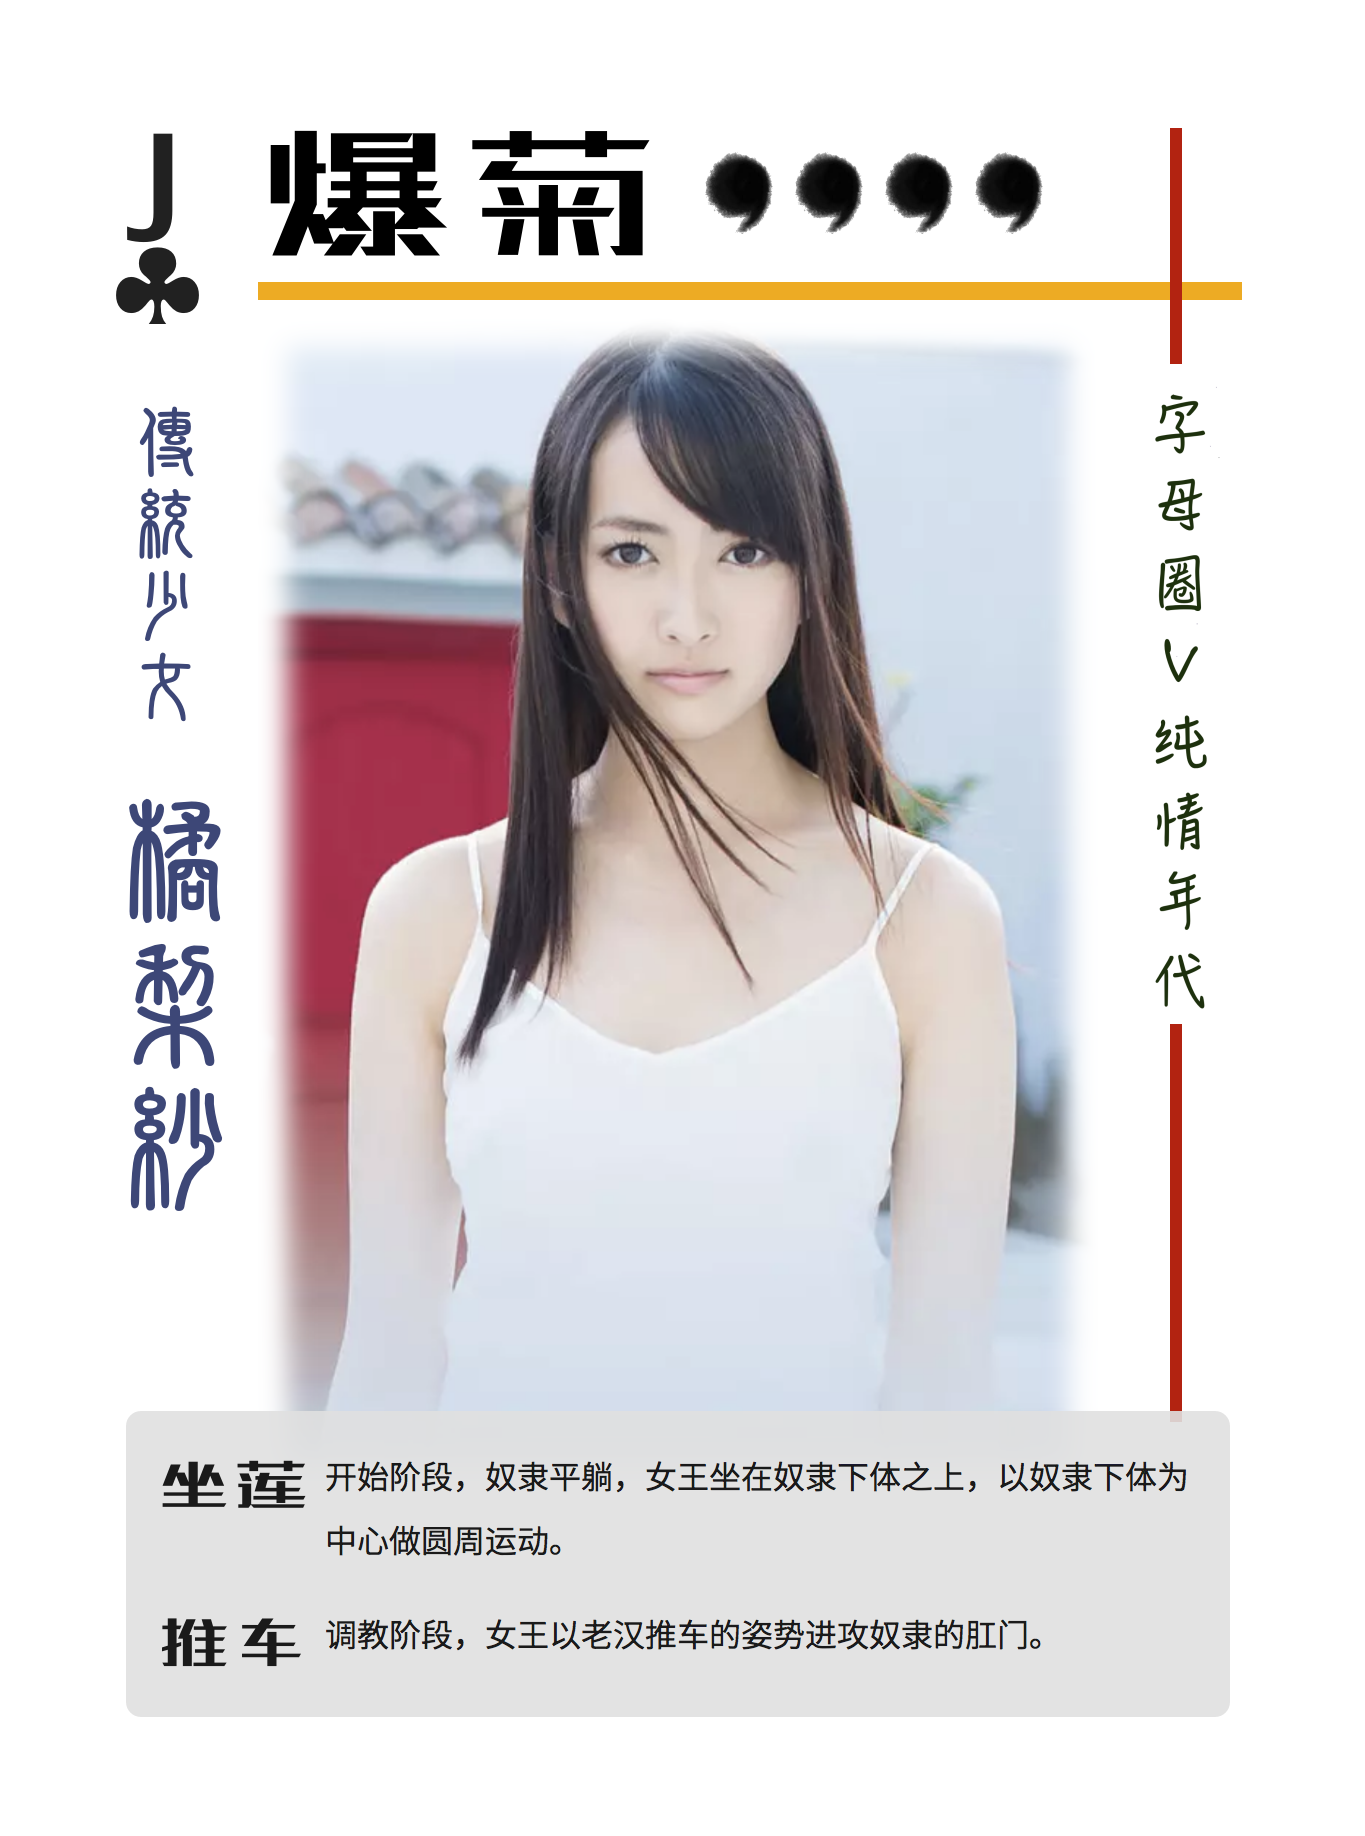 J
爆菊
傳統少女
橘梨紗
字母圈V纯情年代
坐莲 开始阶段，奴隶平躺，女王坐在奴隶下体之上，以奴隶下体为
中心做圆周运动。
推车 调教阶段，女王以老汉推车的姿势进攻奴隶的肛门。